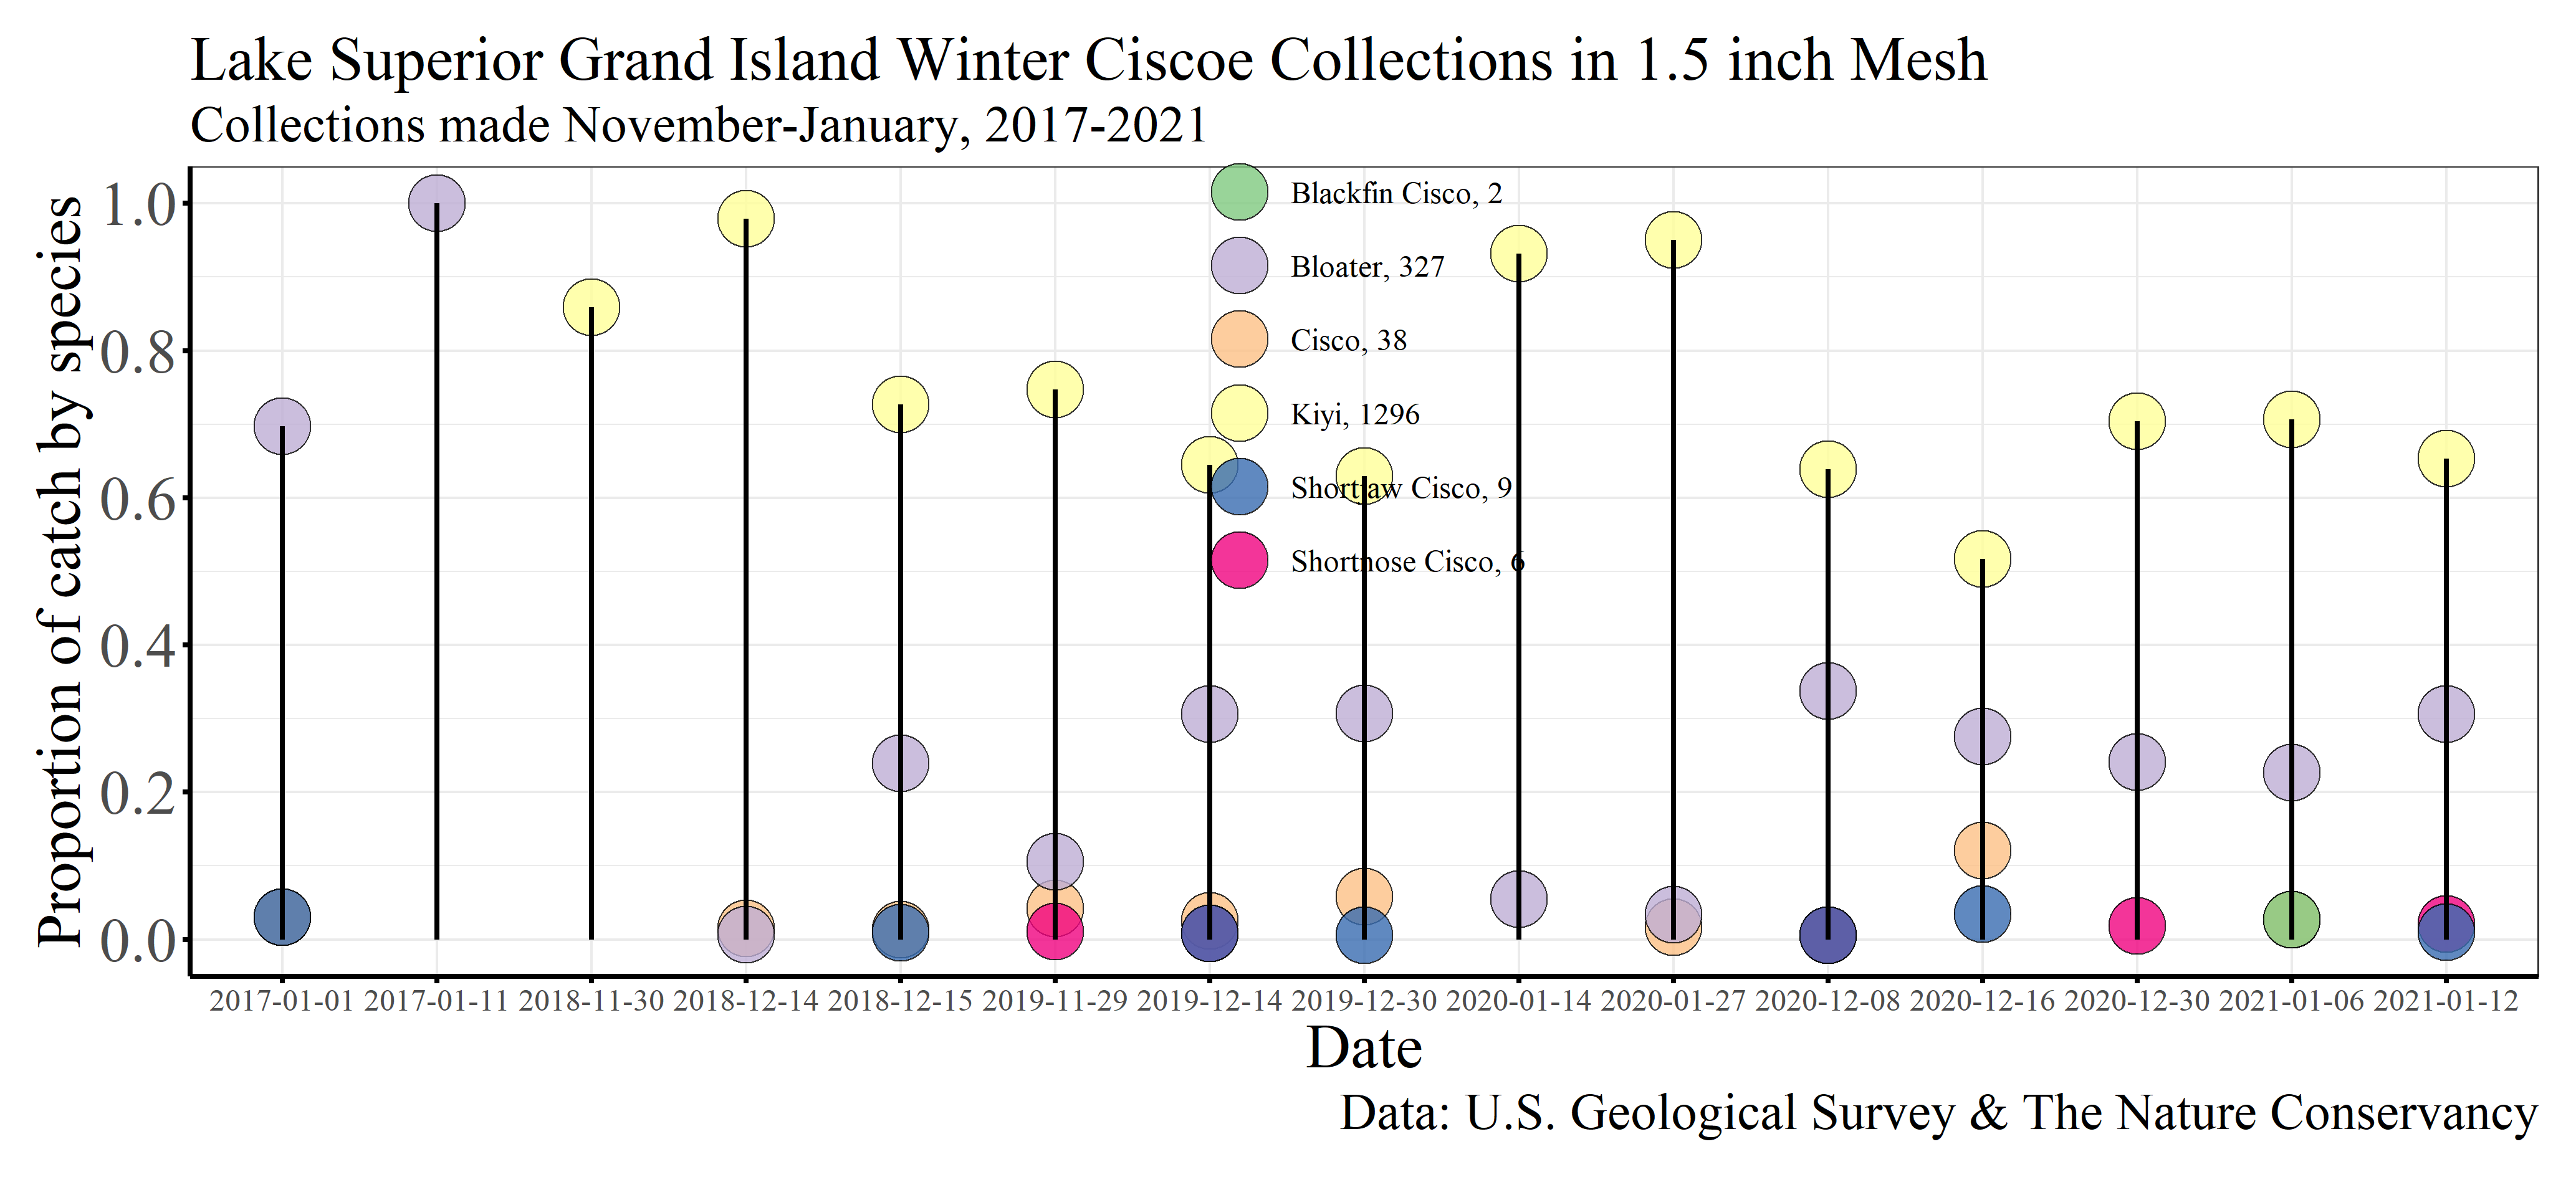 Lake Superior Grand Island Winter Ciscoe Collections in 1.5 inch Mesh
Collections made November-January, 2017-2021
Proportion of catch by species
1.0
0.8
0.6
0.4
0.2
0.0
Blackfin Cisco, 2
Bloater, 327
Cisco, 38
Kiyi, 1296
Shortjaw Cisco, 9
Shortnose Cisco, 6
2017-01-01 2017-01-11 2018-11-30 2018-12-14 2018-12-15 2019-11-29 2019-12-14 2019-12-30 2020-01-14 2020-01-27 2020-12-08 2020-12-16 2020-12-30 2021-01-06 2021-01-12
Date
Data: U.S. Geological Survey & The Nature Conservancy